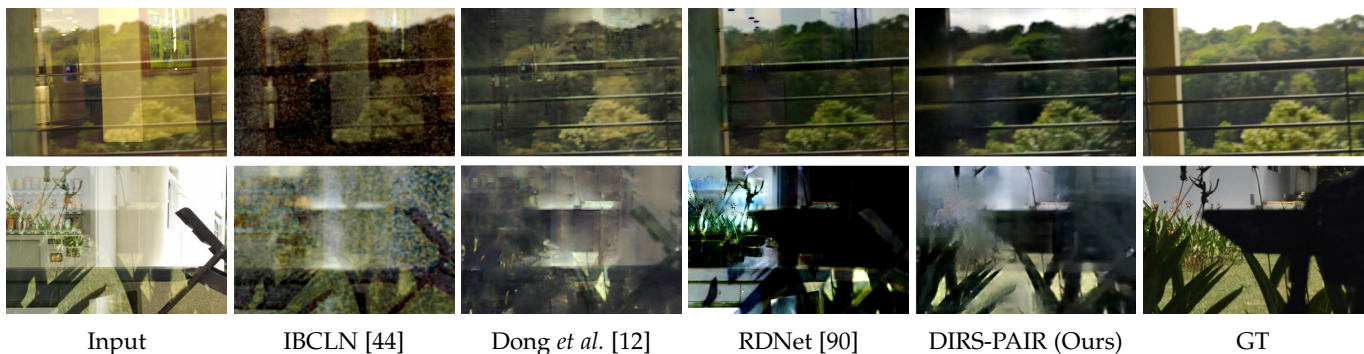 Input IBCLN [44] Dong et al. [12] RDNet [90] DIRS-PAIR (Ours) GT